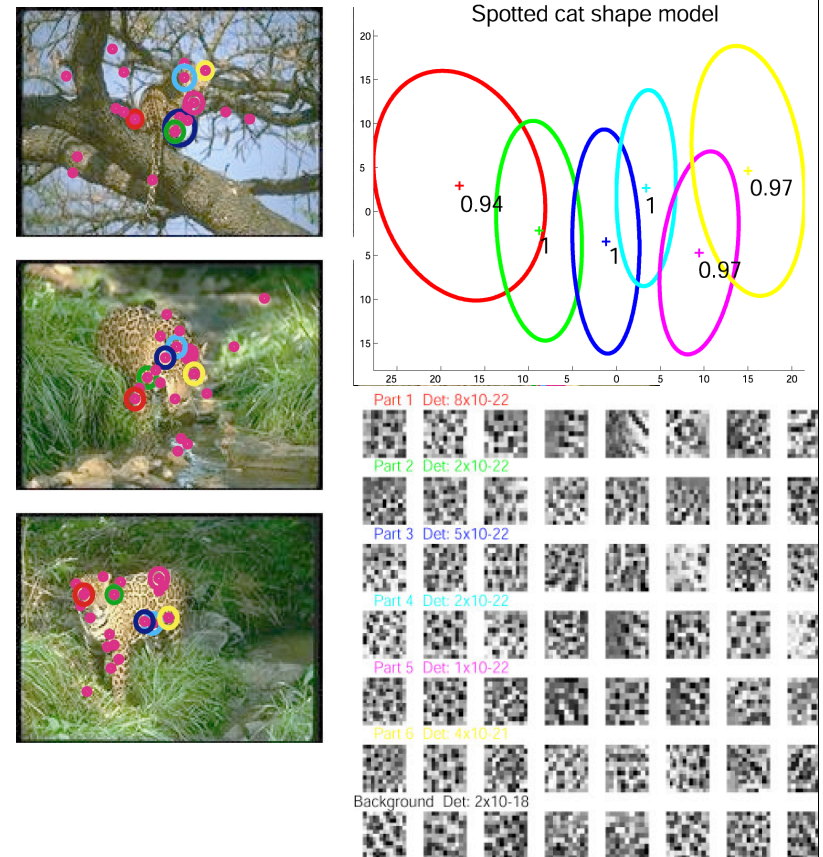 Spotted cat shape model
20
15
10
5
0
5
10
15
0.94
1
1
1
0.97
0.97
25 20 15 10 5 0 5 10 15 20
Part 1 Det: 8x10-22
Part 2 Det: 2x10-22
Part 3 Det: 5x10-22
Part 4 Det: 2x10-22
Part 5 Det: 1x10-22
Part 6 Det: 4x10-21
Background Det: 2x10-18